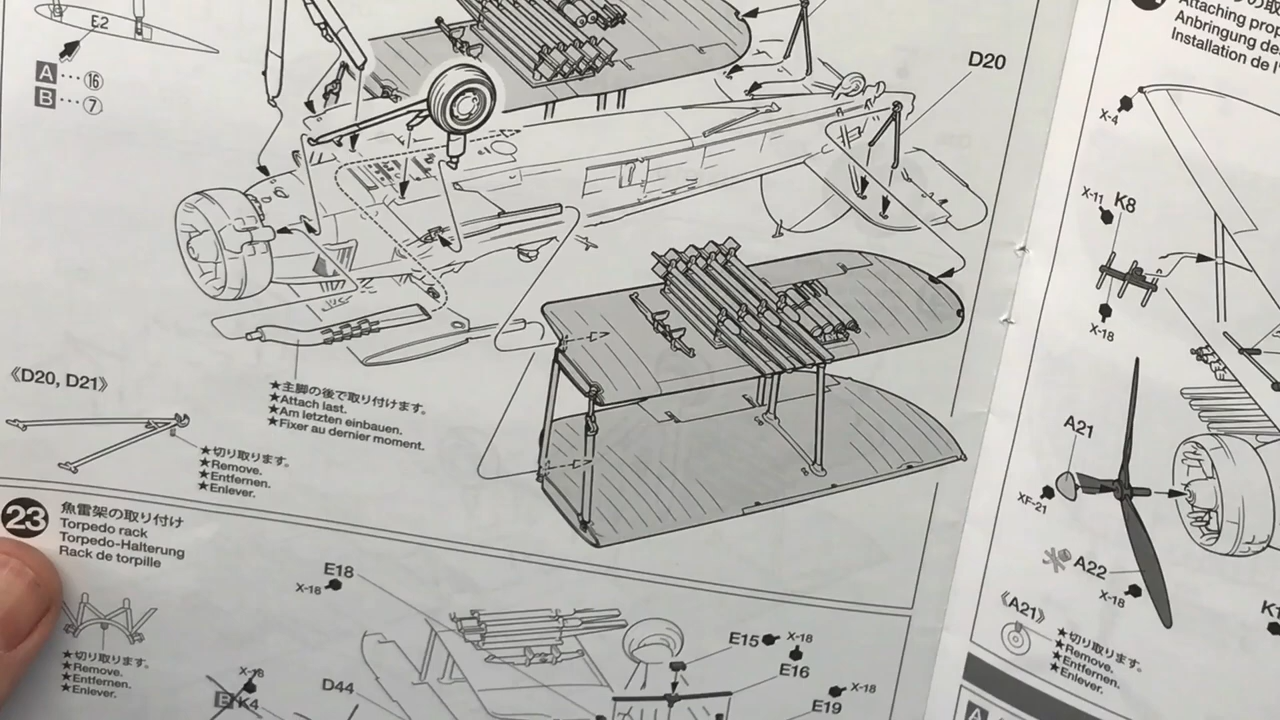 E2
A…⑯
B…⑦
D20
《D20, D21》
★切り取ります。
★Remove.
★Entfernen.
★Enlever.
★主脚の後で取り付けます。
★Attach last.
★Am letzten einbauen.
★Fixer au dernier moment.
23
魚雷架の取り付け
Torpedo rack
Torpedo-Halterung
Rack de torpille
★切り取ります。
★Remove.
★Entfernen.
★Enlever.
E18
X-18
X-18
B K4
D44
E15
X-18
E16
X-18
E19
の取
Attaching prop
Anbringung de
Installation de l'
X-4
X-11 K8
X-18
A21
XF-21
A22
X-18
《A21》
★切り取ります。
★Remove.
★Entfernen.
★Enlever.
A